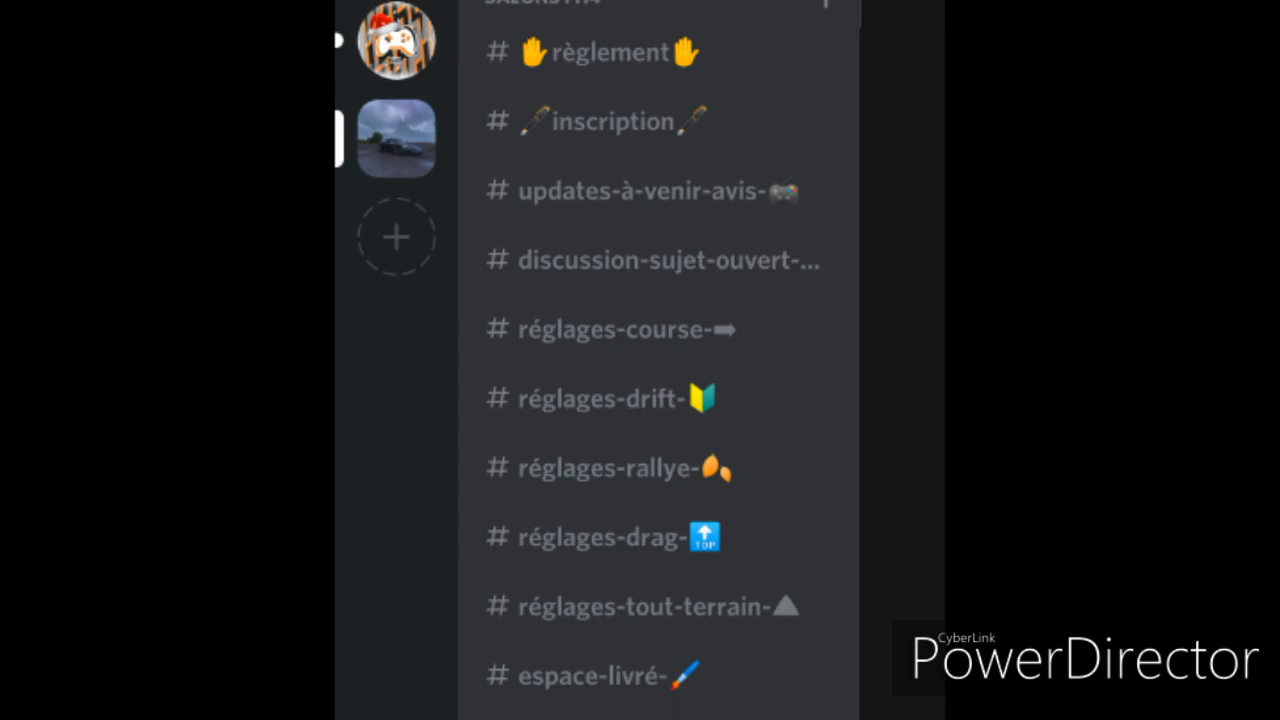 # ✋règlement✋
# 🖊inscription🖊
# updates-à-venir-avis-🎮
# discussion-sujet-ouvert-...
# réglages-course-➡
# réglages-drift-🔰
# réglages-rallye-🍂
# réglages-drag-🔝
# réglages-tout-terrain-
# espace-livré-🖌
CyberLink
PowerDirector